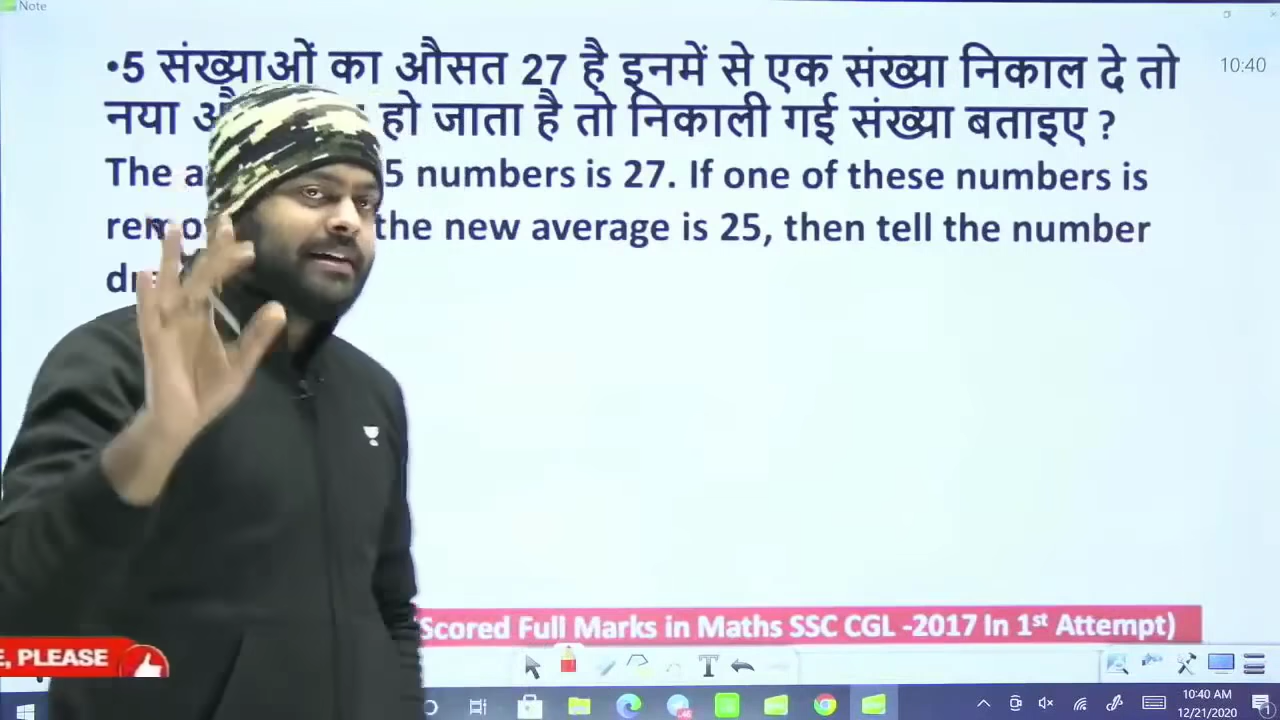 Note
•5 संख्याओं का औसत 27 है इनमें से एक संख्या निकाल दे तो
10:40
नया हो जाता है तो निकाली गई संख्या बताइए ?
The 5 numbers is 27. If one of these numbers is
the new average is 25, then tell the number
Scored Full Marks in Maths SSC CGL -2017 In 1st Attempt)
PLEASE
10:40 AM
12/21/2020